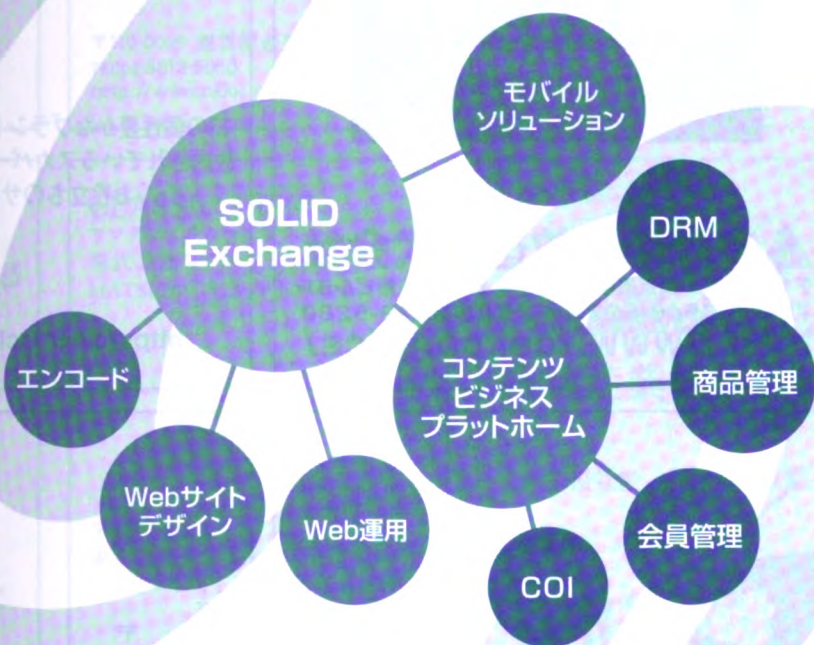 モバイル
ソリューション
SOLID
Exchange
DRM
コンテンツ
ビジネス
プラットホーム
エンコード
商品管理
Webサイト
デザイン
Web運用
会員管理
COI